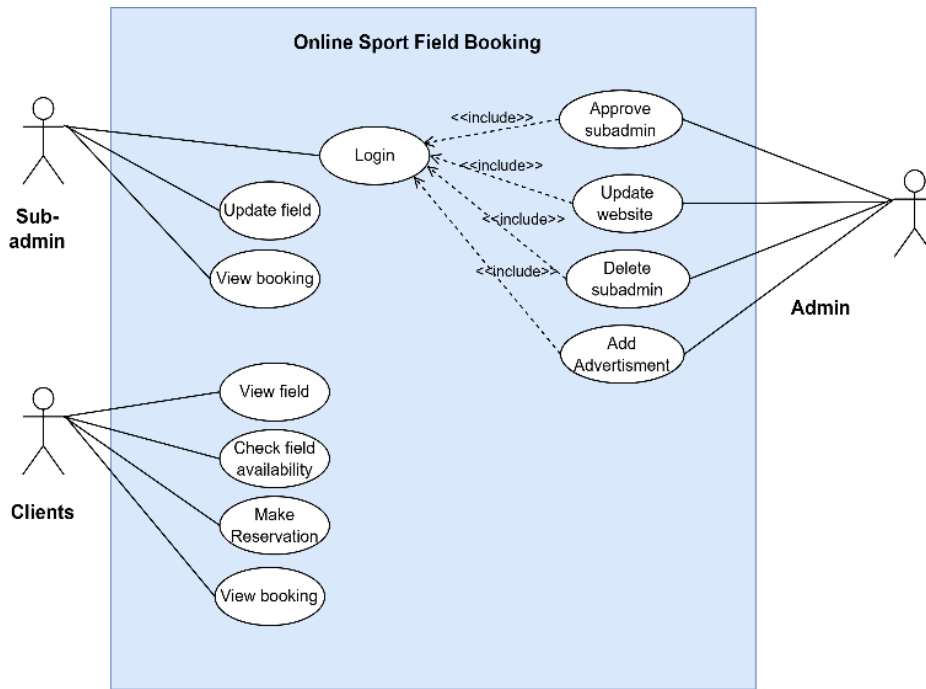 Online Sport Field Booking
Sub-
admin
Login
Update field
View booking
<<include>>
<<include>>
<<include>>
<<include>>
Approve
subadmin
Update
website
Delete
subadmin
Add
Advertisment
Admin
Clients
View field
Check field
availability
Make
Reservation
View booking